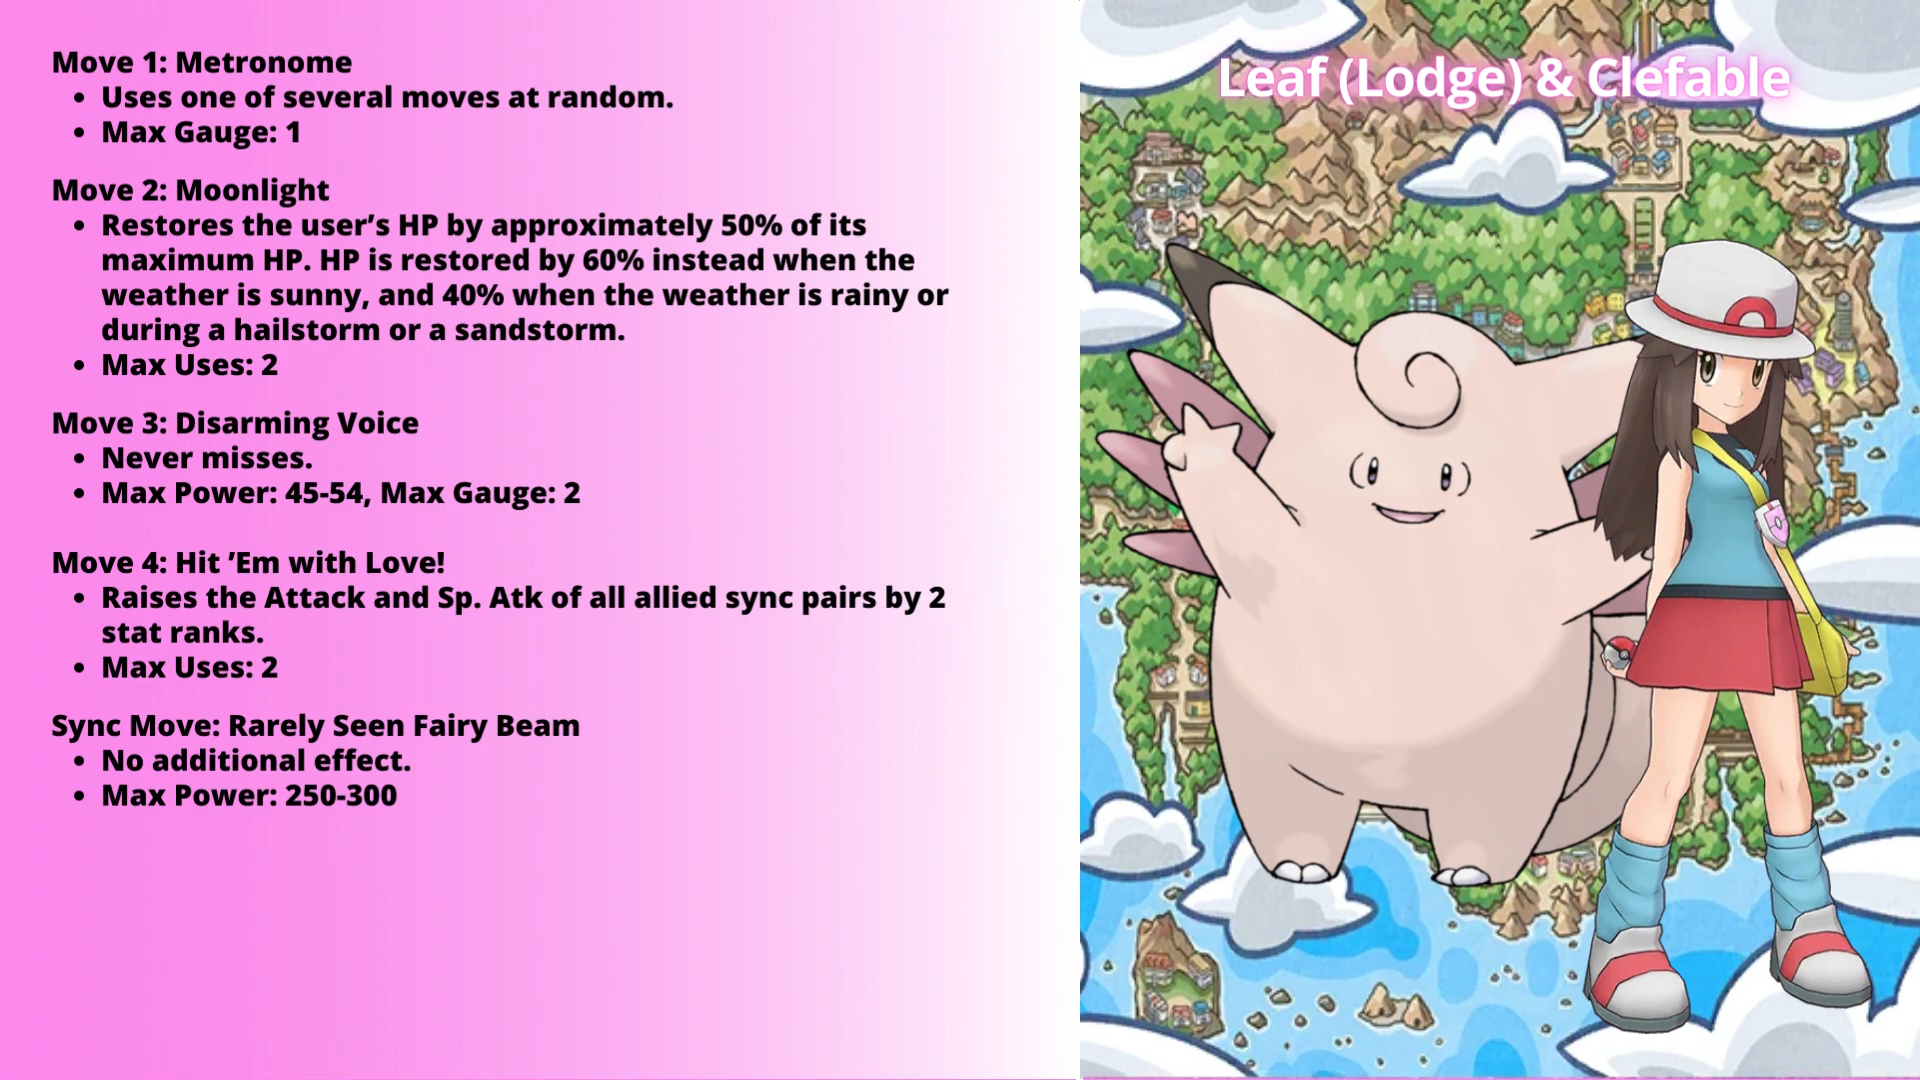 Move 1: Metronome
• Uses one of several moves at random.
• Max Gauge: 1
Move 2: Moonlight
• Restores the user’s HP by approximately 50% of its
maximum HP. HP is restored by 60% instead when the
weather is sunny, and 40% when the weather is rainy or
during a hailstorm or a sandstorm.
• Max Uses: 2
Move 3: Disarming Voice
• Never misses.
• Max Power: 45-54, Max Gauge: 2
Move 4: Hit ’Em with Love!
• Raises the Attack and Sp. Atk of all allied sync pairs by 2
stat ranks.
• Max Uses: 2
Sync Move: Rarely Seen Fairy Beam
• No additional effect.
• Max Power: 250-300
Leaf (Lodge) & Clefable